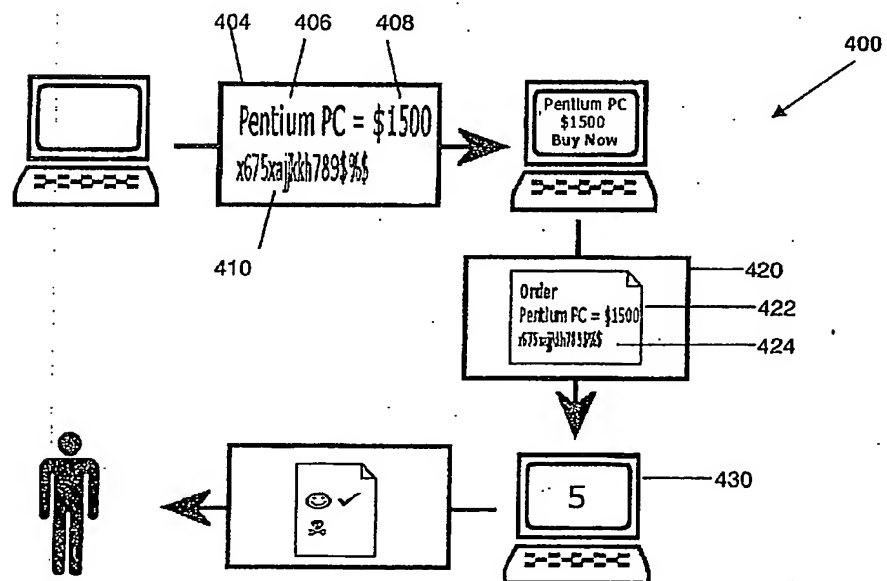 404 406 408
400
Pentium PC = $1500
x675xajjkkh789$%$
Pentium PC
$1500
Buy Now
410
420
Order
Pentium PC = $1500
422
424
430
5